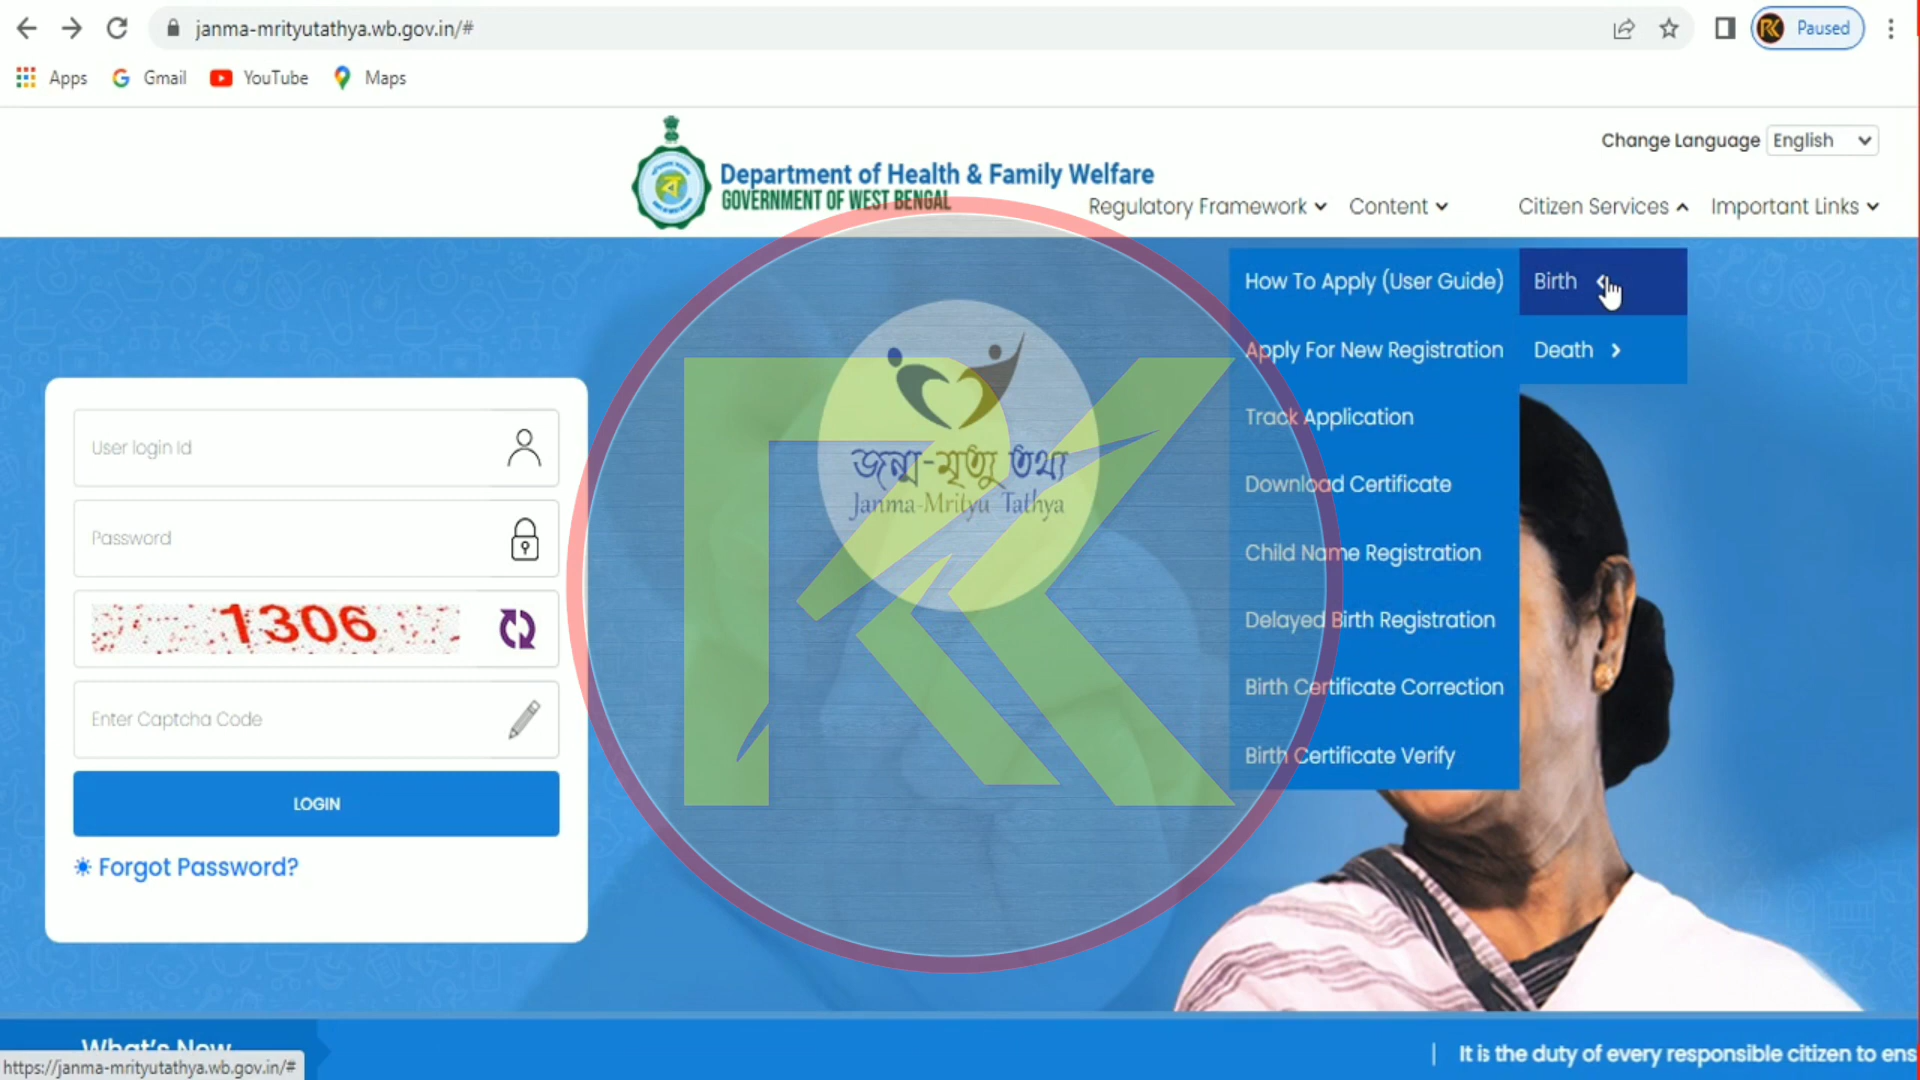 janma-mrityutathya.wb.gov.in/#
Paused
Apps
Gmail
YouTube
Maps
Change Language English
Department of Health & Family Welfare
GOVERNMENT OF WEST BENGAL
Regulatory Framework
Content
Citizen Services
Important Links
How To Apply (User Guide)
Birth
Apply For New Registration
Death
Track Application
Download Certificate
Child Name Registration
Delayed Birth Registration
Birth Certificate Correction
Birth Certificate Verify
জন্ম-মৃত্যু তথ্য
Janma-Mrityu Tathya
RK
User login Id
Password
1306
Enter Captcha Code
LOGIN
Forgot Password?
What's New
It is the duty of every responsible citizen to ens
https://janma-mrityutathya.wb.gov.in/#